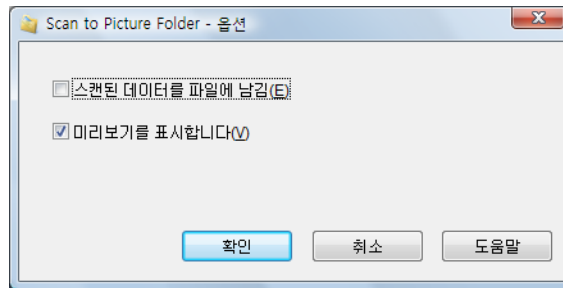 Scan to Picture Folder - 옵션
스캔된 데이터를 파일에 남김(E)
미리보기를 표시합니다(V)
확인 취소 도움말